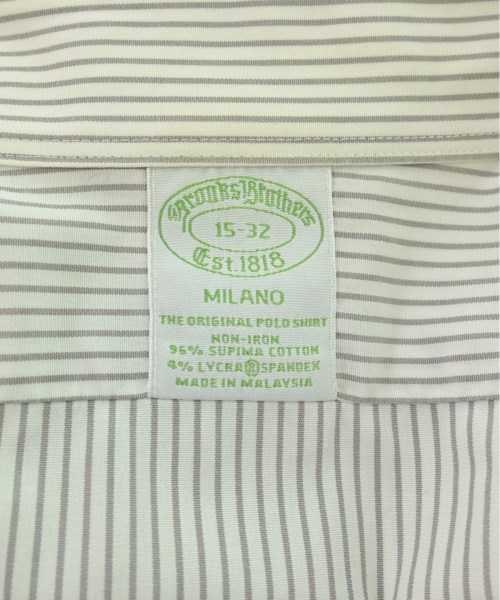 Brooks Brothers
15-32
Est. 1818
MILANO
THE ORIGINAL POLO SHIRT
NON-IRON
96% SUPIMA COTTON
4% LYCRA® SPANDEX
MADE IN MALAYSIA